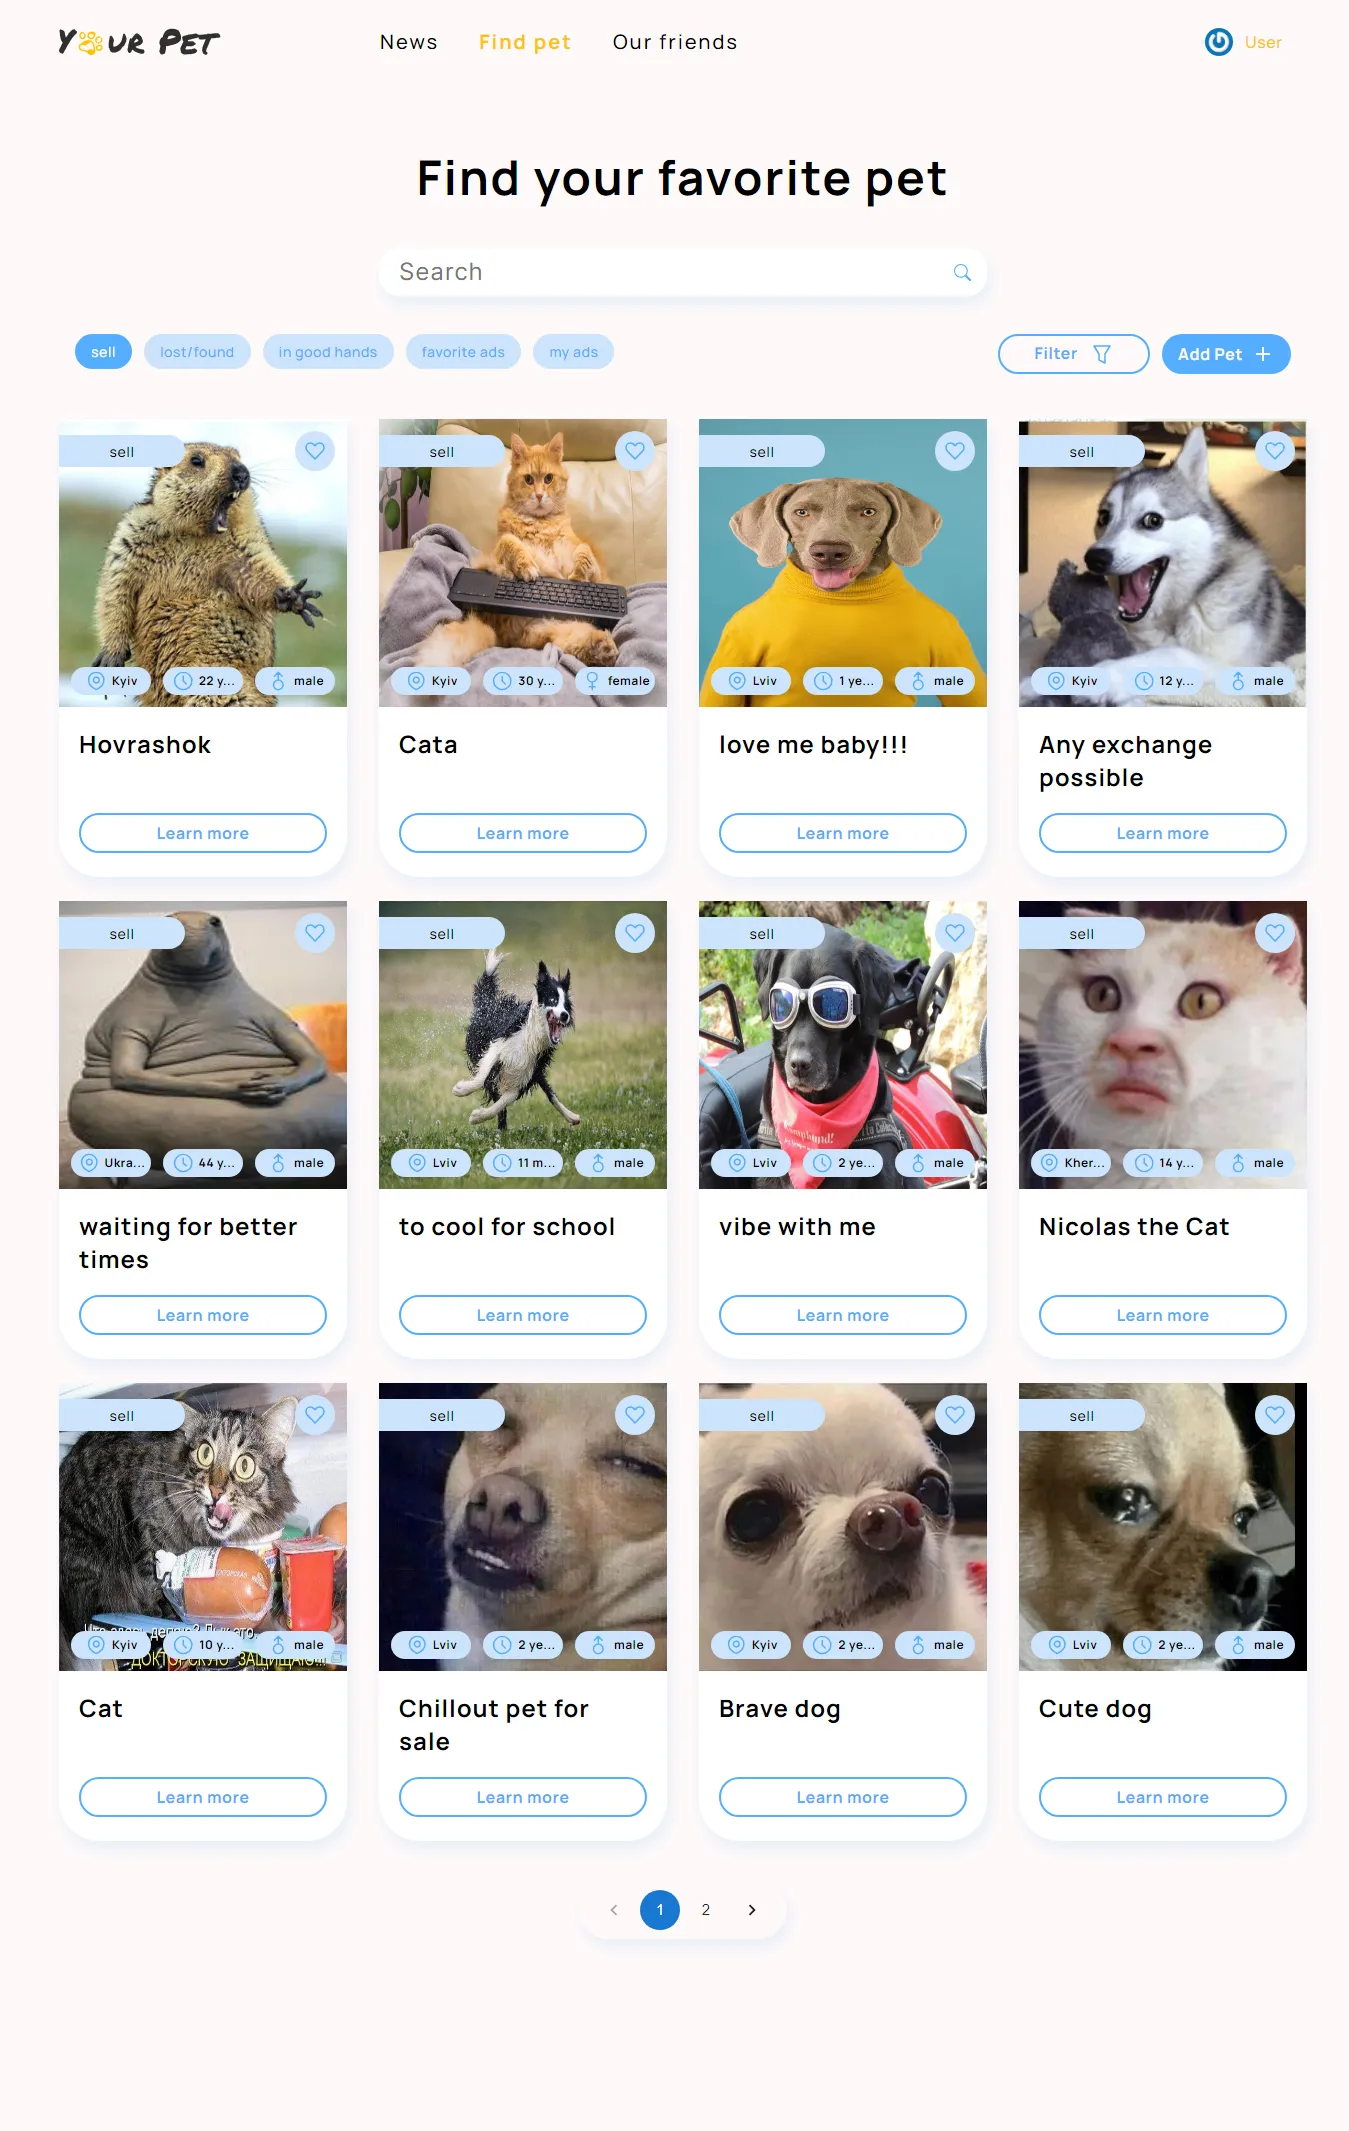 Your Pet
News
Find pet
Our friends
User
Find your favorite pet
Search
sell
lost/found
in good hands
favorite ads
my ads
Filter
Add Pet
sell
sell
sell
sell
Kyiv
22 y...
male
Kyiv
30 y...
female
Lviv
1 ye...
male
Kyiv
12 y...
male
Hovrashok
Cata
love me baby!!!
Any exchange
possible
Learn more
Learn more
Learn more
Learn more
sell
sell
sell
sell
Ukra...
44 y...
male
Lviv
11 m...
male
Lviv
2 ye...
male
Kher...
14 y...
male
waiting for better
times
to cool for school
vibe with me
Nicolas the Cat
Learn more
Learn more
Learn more
Learn more
sell
sell
sell
sell
Kyiv
10 y...
male
Lviv
2 ye...
male
Kyiv
2 ye...
male
Lviv
2 ye...
male
ДОКТОРСКУЮ ЗАЩИЩАЮ!!!
Cat
Chillout pet for
sale
Brave dog
Cute dog
Learn more
Learn more
Learn more
Learn more
1
2